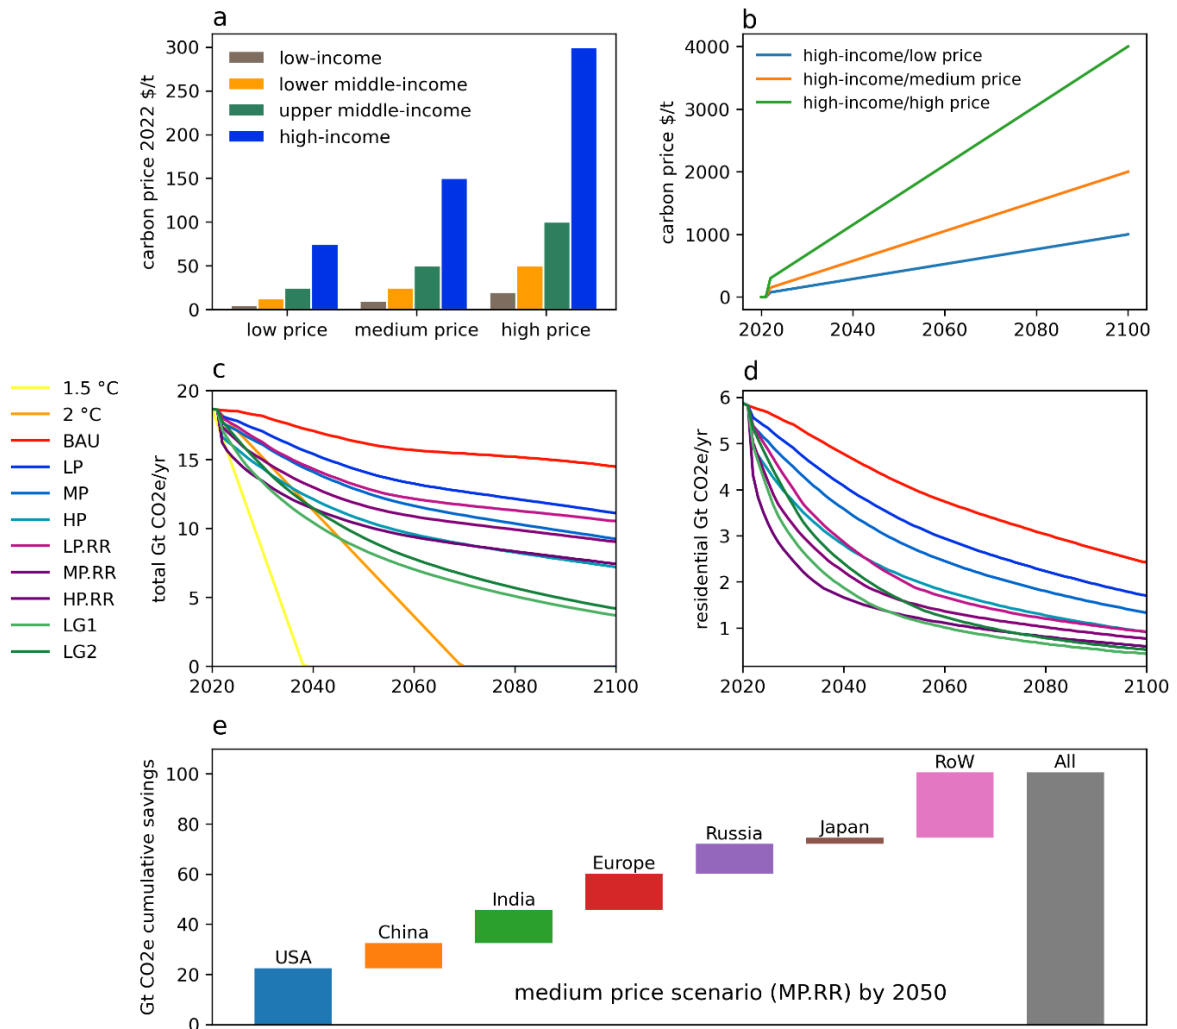 a
carbon price 2022 $/t
300
250
200
150
100
50
0
low-income
lower middle-income
upper middle-income
high-income
low price
medium price
high price
b
carbon price $/t
4000
3000
2000
1000
0
high-income/low price
high-income/medium price
high-income/high price
2020 2040 2060 2080 2100
1.5 °C
2 °C
BAU
LP
MP
HP
LP.RR
MP.RR
HP.RR
LG1
LG2
c
total Gt CO2e/yr
20
15
10
5
0
2020 2040 2060 2080 2100
d
residential Gt CO2e/yr
6
5
4
3
2
1
2020 2040 2060 2080 2100
e
Gt CO2e cumulative savings
100
80
60
40
20
0
USA
China
India
Europe
Russia
Japan
RoW
All
medium price scenario (MP.RR) by 2050